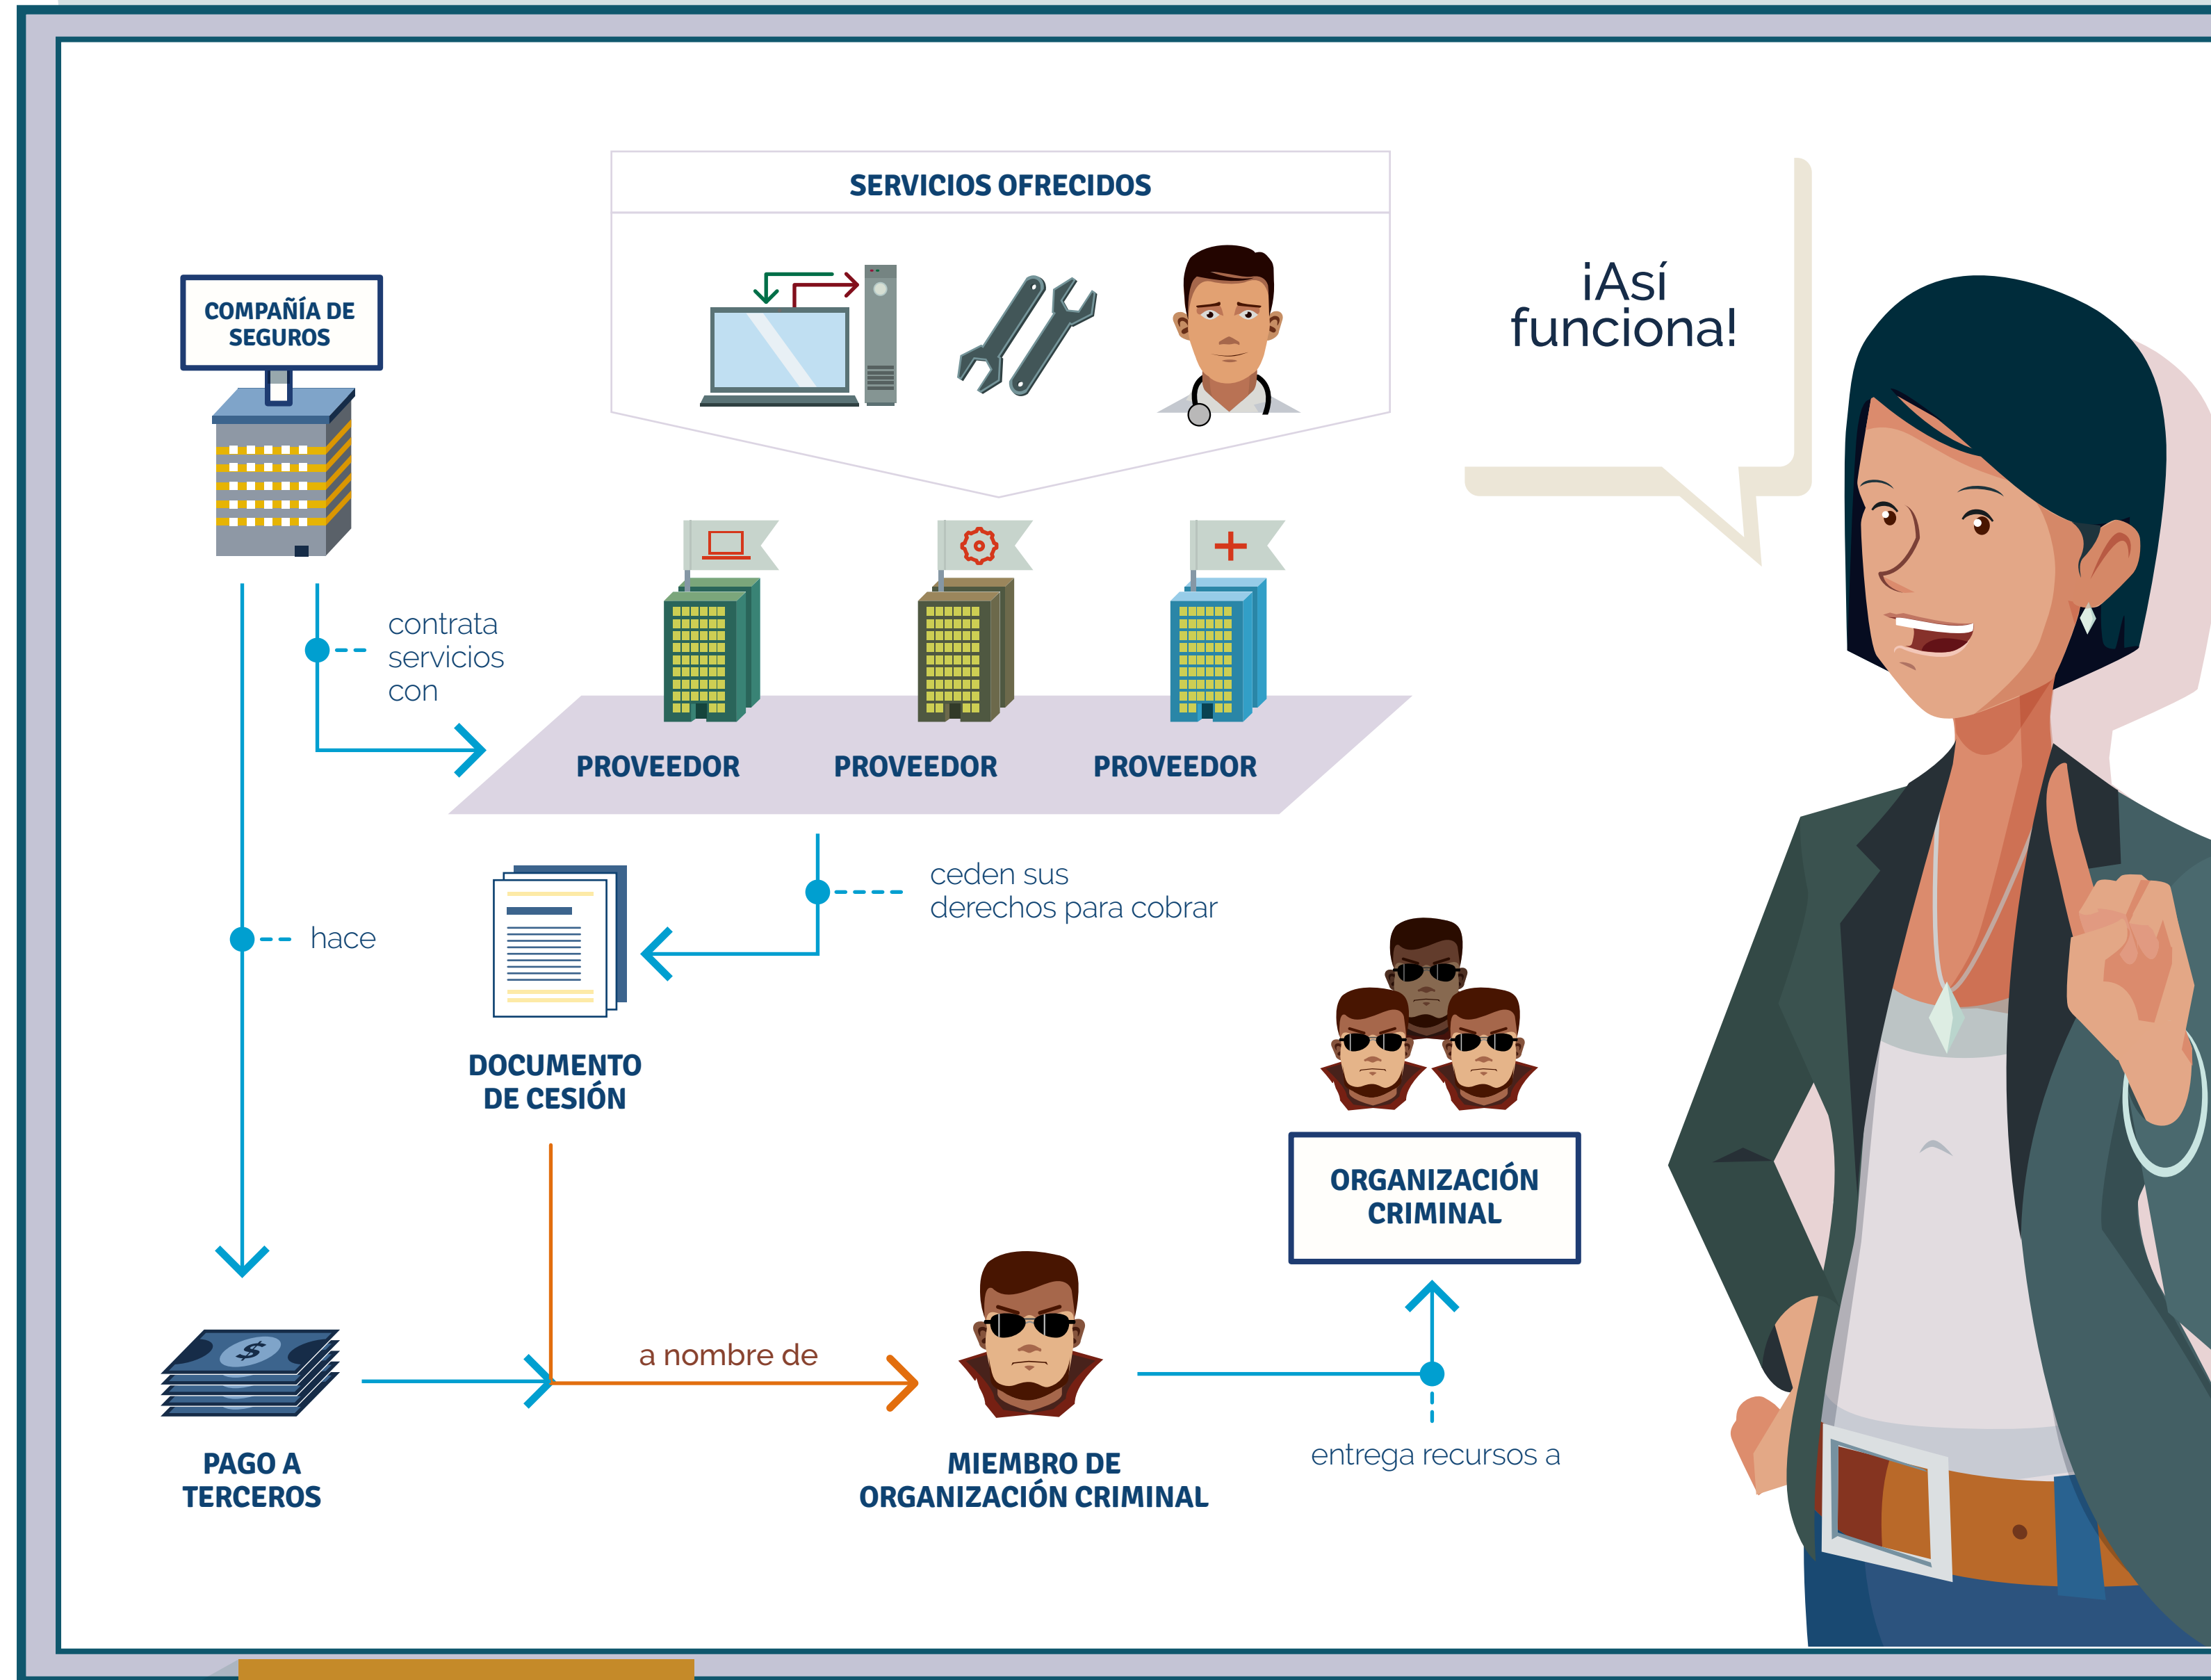 SERVICIOS OFRECIDOS
COMPAÑÍA DE
SEGUROS
¡Así
funciona!
contrata
servicios
con
PROVEEDOR
PROVEEDOR
PROVEEDOR
ceden sus
derechos para cobrar
hace
DOCUMENTO
DE CESIÓN
ORGANIZACIÓN
CRIMINAL
$
a nombre de
entrega recursos a
PAGO A
TERCEROS
MIEMBRO DE
ORGANIZACIÓN CRIMINAL